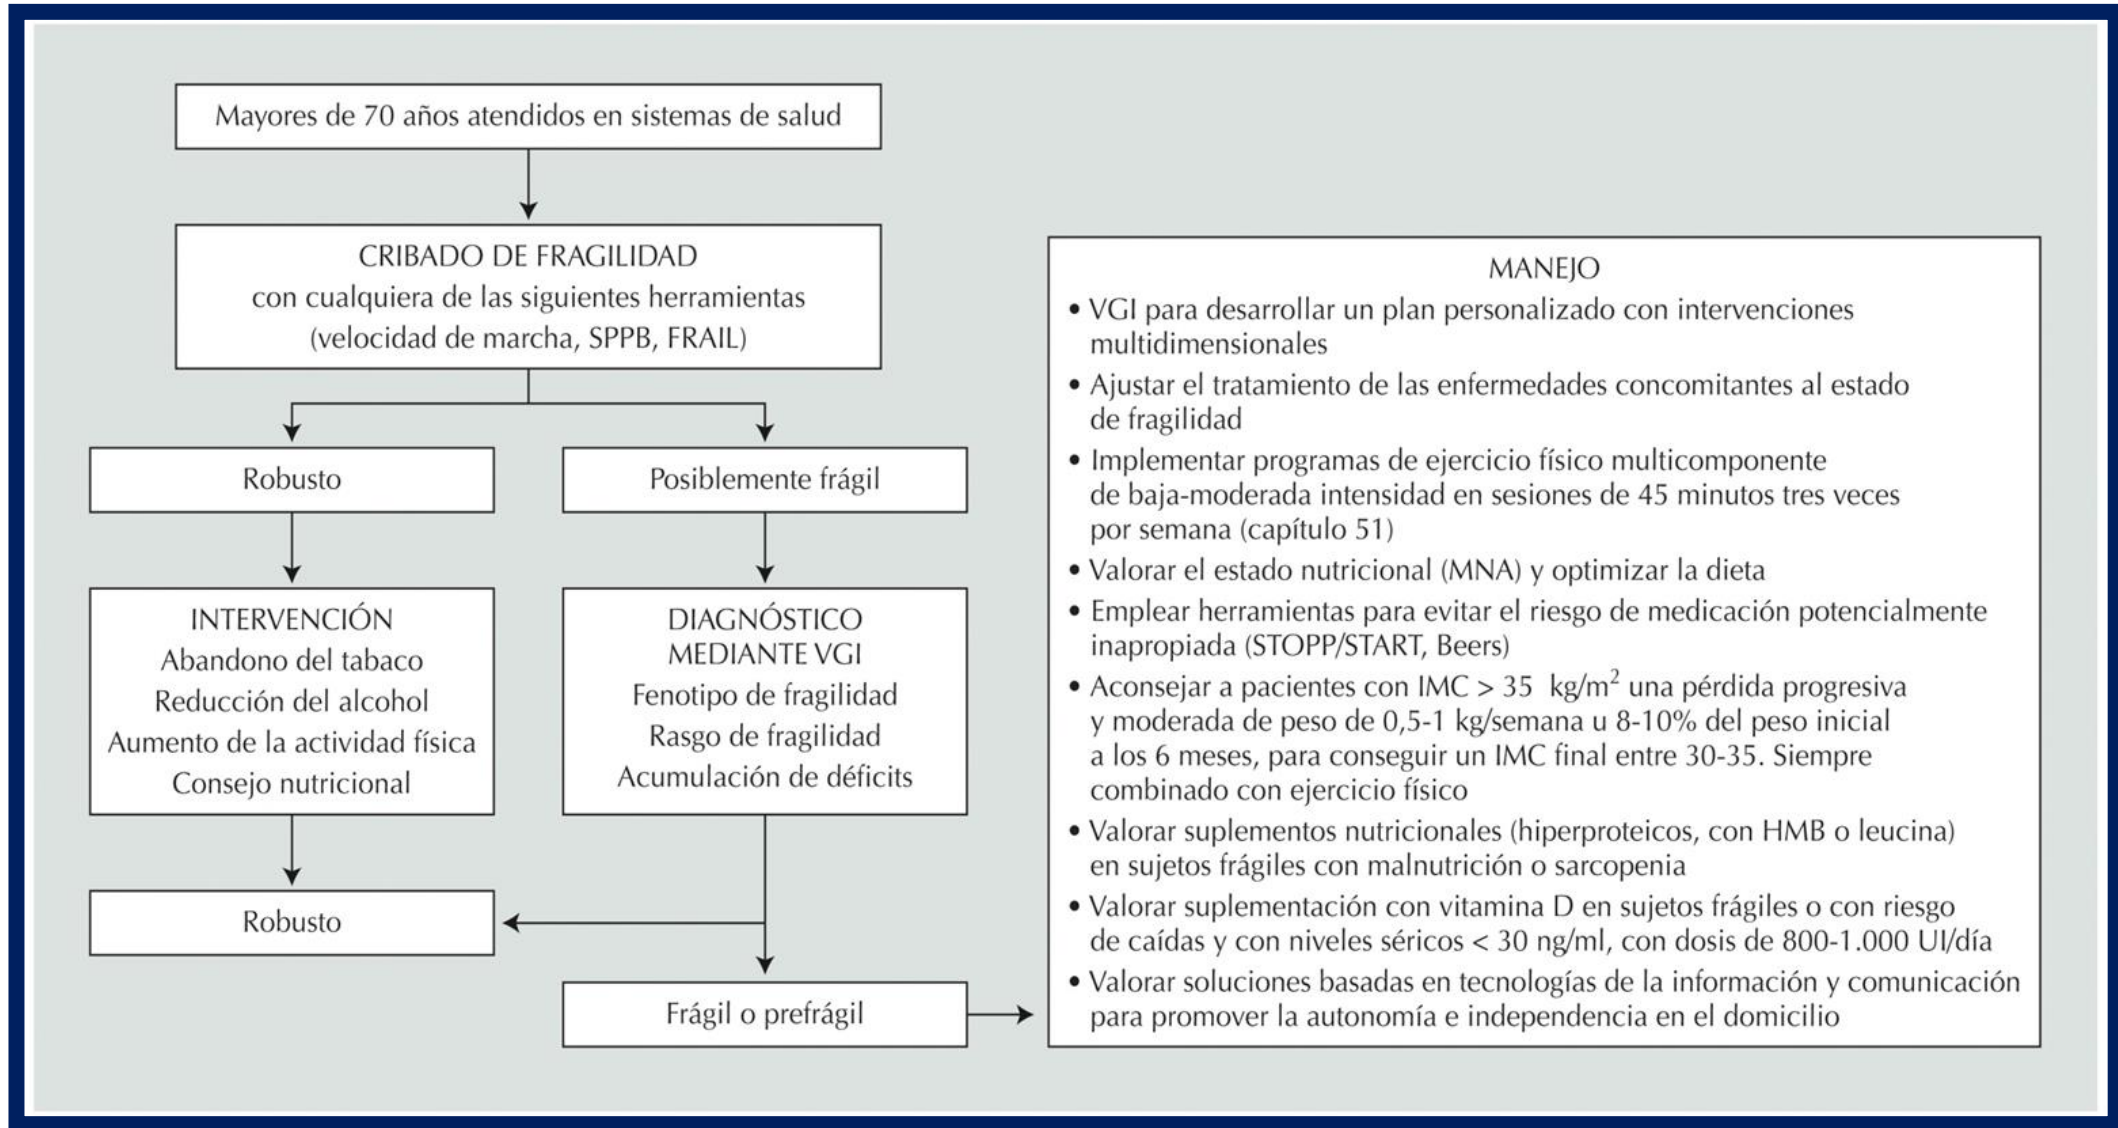 Mayores de 70 años atendidos en sistemas de salud
CRIBADO DE FRAGILIDAD
con cualquiera de las siguientes herramientas
(velocidad de marcha, SPPB, FRAIL)
Robusto
Posiblemente frágil
INTERVENCIÓN
Abandono del tabaco
Reducción del alcohol
Aumento de la actividad física
Consejo nutricional
DIAGNÓSTICO
MEDIANTE VGI
Fenotipo de fragilidad
Rasgo de fragilidad
Acumulación de déficits
Robusto
Frágil o prefrágil
MANEJO
• VGI para desarrollar un plan personalizado con intervenciones
multidimensionales
• Ajustar el tratamiento de las enfermedades concomitantes al estado
de fragilidad
• Implementar programas de ejercicio físico multicomponente
de baja-moderada intensidad en sesiones de 45 minutos tres veces
por semana (capítulo 51)
• Valorar el estado nutricional (MNA) y optimizar la dieta
• Emplear herramientas para evitar el riesgo de medicación potencialmente
inapropiada (STOPP/START, Beers)
• Aconsejar a pacientes con IMC > 35 kg/m² una pérdida progresiva
y moderada de peso de 0,5-1 kg/semana u 8-10% del peso inicial
a los 6 meses, para conseguir un IMC final entre 30-35. Siempre
combinado con ejercicio físico
• Valorar suplementos nutricionales (hiperproteicos, con HMB o leucina)
en sujetos frágiles con malnutrición o sarcopenia
• Valorar suplementación con vitamina D en sujetos frágiles o con riesgo
de caídas y con niveles séricos < 30 ng/ml, con dosis de 800-1.000 UI/día
• Valorar soluciones basadas en tecnologías de la información y comunicación
para promover la autonomía e independencia en el domicilio